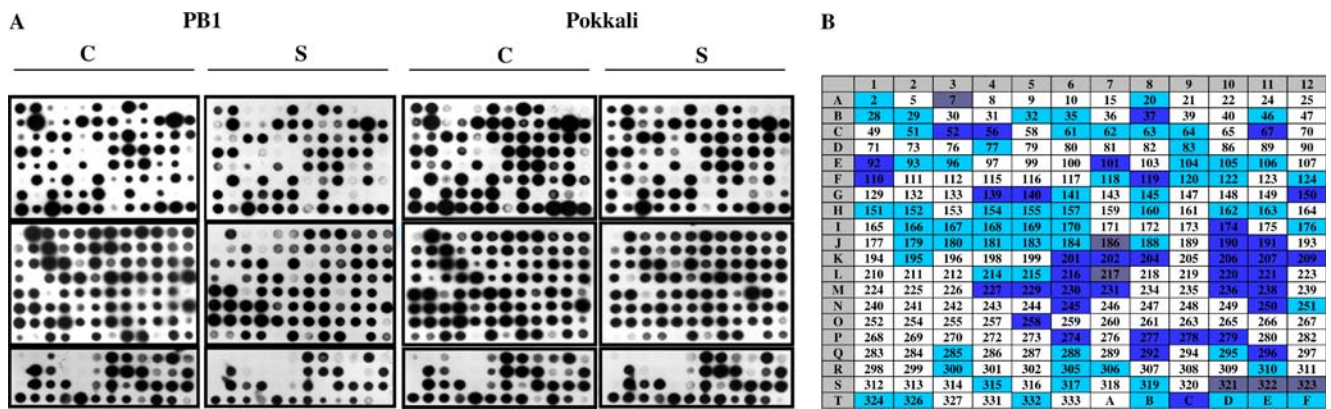 A PB1 Pokkali B
C S C S
1 2 3 4 5 6 7 8 9 10 11 12
A 2 5 7 8 9 10 15 20 21 22 24 25
B 28 29 30 31 32 35 36 37 39 40 46 47
C 49 51 52 56 58 61 62 63 64 65 67 70
D 71 73 76 77 79 80 81 82 83 86 89 90
E 92 93 96 97 99 100 101 103 104 105 106 107
F 110 111 112 115 116 117 118 119 120 122 123 124
G 129 132 133 139 140 141 143 145 147 148 149 150
H 151 152 153 154 155 157 159 160 161 162 163 164
I 165 166 167 168 169 170 171 172 173 174 175 176
J 177 179 180 181 183 184 186 188 189 190 191 193
K 194 195 196 198 199 201 202 204 205 206 207 209
L 210 211 212 214 215 216 217 218 219 220 221 223
M 224 225 226 227 229 230 231 234 235 236 238 239
N 240 241 242 243 244 245 246 247 248 249 250 251
O 252 254 255 257 258 259 260 261 263 265 266 267
P 268 269 270 272 273 274 276 277 278 279 280 282
Q 283 284 285 286 287 288 289 292 294 295 296 297
R 298 299 300 301 302 305 306 307 308 309 310 311
S 312 313 314 315 316 317 318 319 320 321 322 323
T 324 326 327 331 332 333 A B C D E F